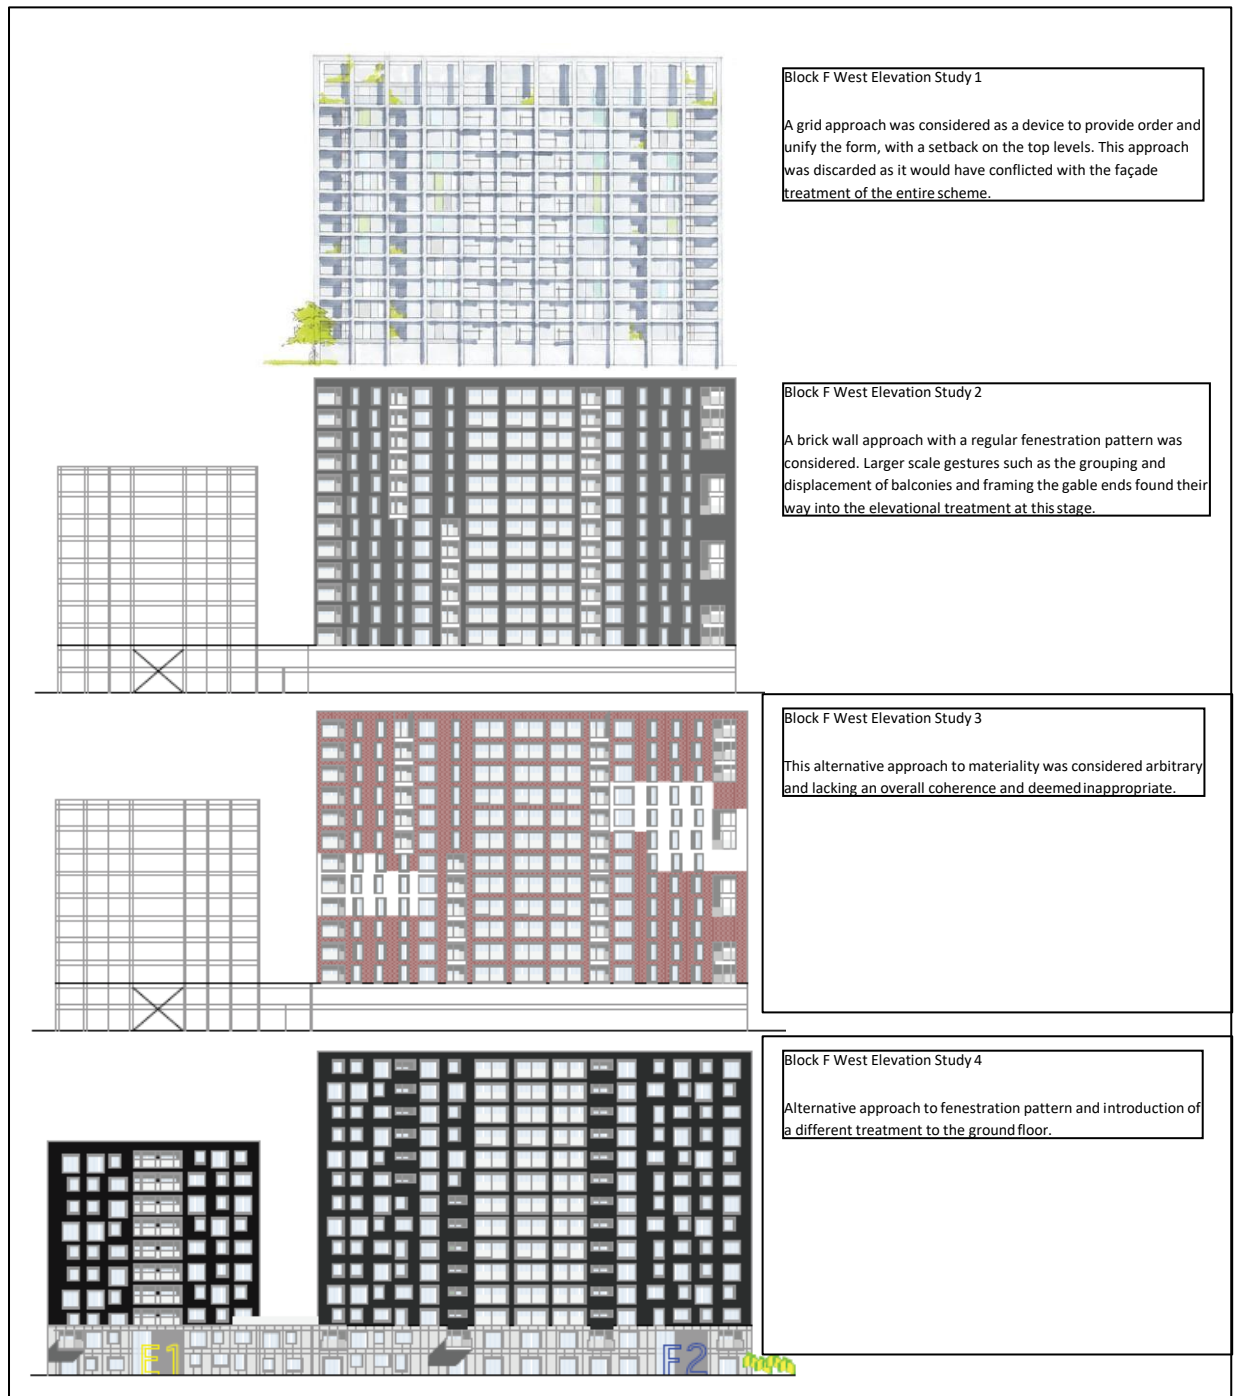 Block F West Elevation Study 1
A grid approach was considered as a device to provide order and
unify the form, with a setback on the top levels. This approach
was discarded as it would have conflicted with the façade
treatment of the entire scheme.
Block F West Elevation Study 2
A brick wall approach with a regular fenestration pattern was
considered. Larger scale gestures such as the grouping and
displacement of balconies and framing the gable ends found their
way into the elevational treatment at this stage.
Block F West Elevation Study 3
This alternative approach to materiality was considered arbitrary
and lacking an overall coherence and deemed inappropriate.
Block F West Elevation Study 4
Alternative approach to fenestration pattern and introduction of
a different treatment to the ground floor.
E1
F2